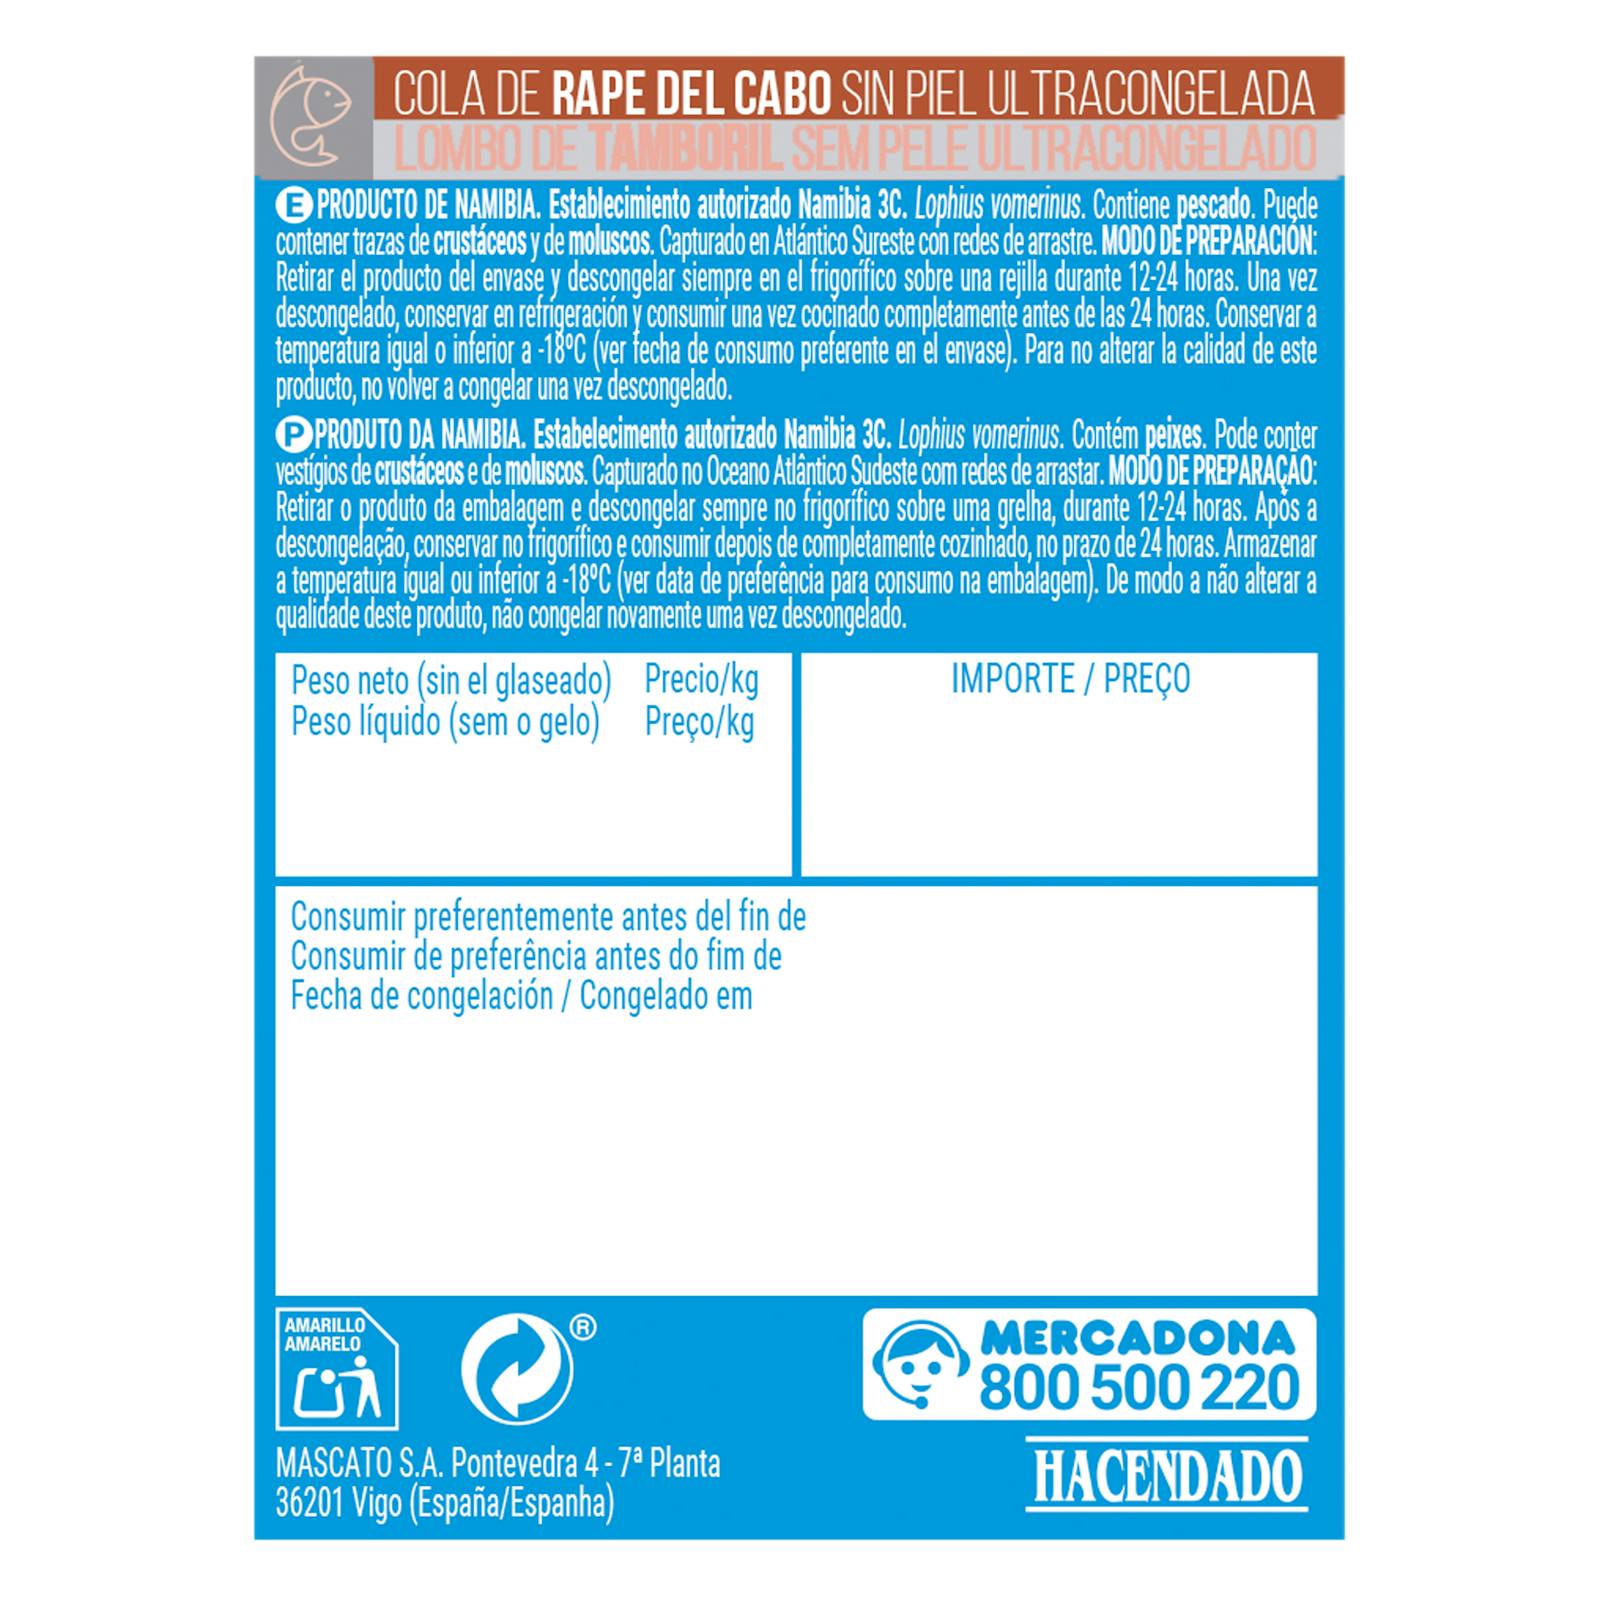 COLA DE RAPE DEL CABO SIN PIEL ULTRACONGELADA
LOMBO DE TAMBORIL SEM PELE ULTRACONGELADO
E PRODUCTO DE NAMIBIA. Establecimiento autorizado Namibia 3C. Lophius vomerinus. Contiene pescado. Puede
contener trazas de crustáceos y de moluscos. Capturado en Atlántico Sureste con redes de arrastre. MODO DE PREPARACIÓN:
Retirar el producto del envase y descongelar siempre en el frigorífico sobre una rejilla durante 12-24 horas. Una vez
descongelado, conservar en refrigeración y consumir una vez cocinado completamente antes de las 24 horas. Conservar a
temperatura igual o inferior a -18ºC (ver fecha de consumo preferente en el envase). Para no alterar la calidad de este
producto, no volver a congelar una vez descongelado.
P PRODUTO DA NAMIBIA. Estabelecimento autorizado Namibia 3C. Lophius vomerinus. Contém peixes. Pode conter
vestígios de crustáceos e de moluscos. Capturado no Oceano Atlântico Sudeste com redes de arrastar. MODO DE PREPARAÇÃO:
Retirar o produto da embalagem e descongelar sempre no frigorífico sobre uma grelha, durante 12-24 horas. Após a
descongelação, conservar no frigorífico e consumir depois de completamente cozinhado, no prazo de 24 horas. Armazenar
a temperatura igual ou inferior à -18ºC (ver data de preferência para consumo na embalagem). De modo a não alterar a
qualidade deste produto, não congelar novamente uma vez descongelado.
Peso neto (sin el glaseado) Precio/kg
Peso líquido (sem o gelo) Preço/kg
IMPORTE / PREÇO
Consumir preferentemente antes del fin de
Consumir de preferência antes do fim de
Fecha de congelación / Congelado em
AMARILLO
AMARELO
®
MERCADONA
800 500 220
MASCATO S.A. Pontevedra 4 - 7ª Planta
36201 Vigo (España/Espanha)
HACENDADO